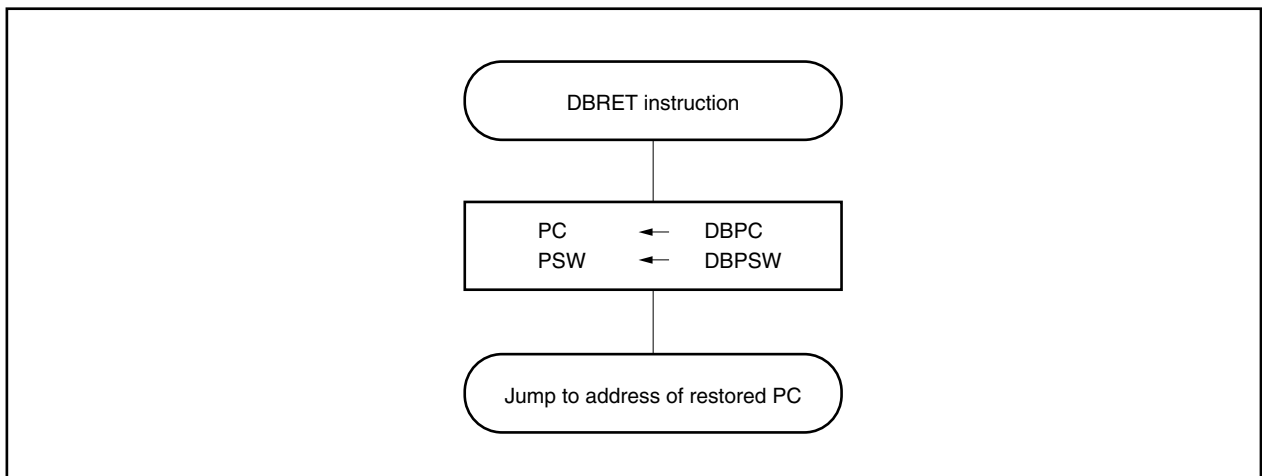 DBRET instruction
PC ← DBPC
PSW ← DBPSW
Jump to address of restored PC